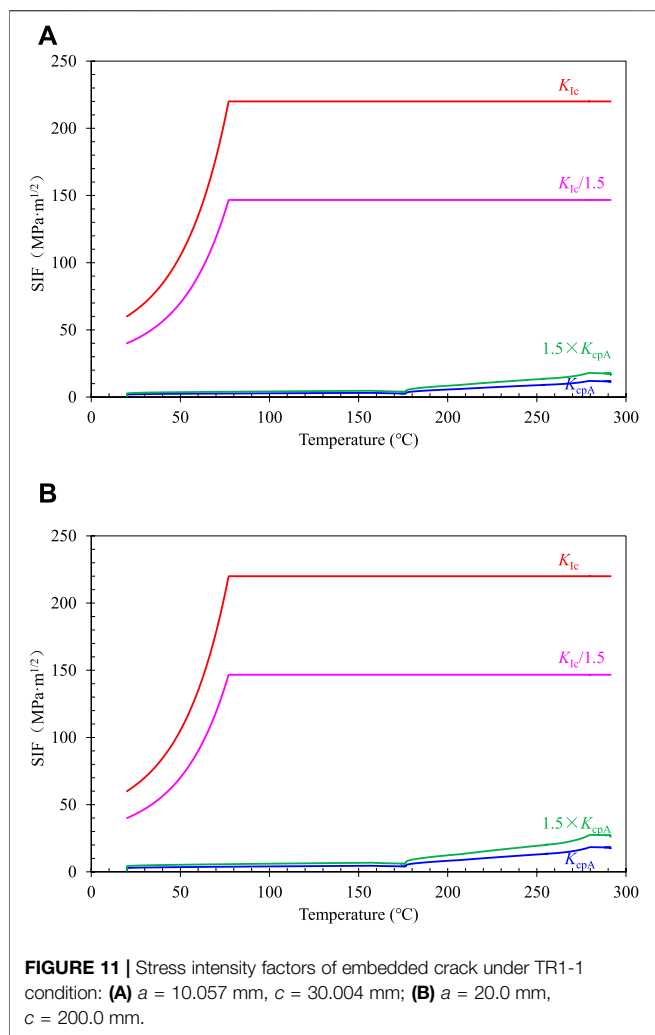 A
250
K_Ic
200
K_Ic/1.5
150
SIF（MPa·m^1/2）
100
50
1.5×K_cpA
K_cpA
0
0 50 100 150 200 250 300
Temperature (°C)
B
250
K_Ic
200
K_Ic/1.5
150
SIF（MPa·m^1/2）
100
50
1.5×K_cpA
K_cpA
0
0 50 100 150 200 250 300
Temperature (°C)
FIGURE 11 | Stress intensity factors of embedded crack under TR1-1
condition: (A) a = 10.057 mm, c = 30.004 mm; (B) a = 20.0 mm,
c = 200.0 mm.